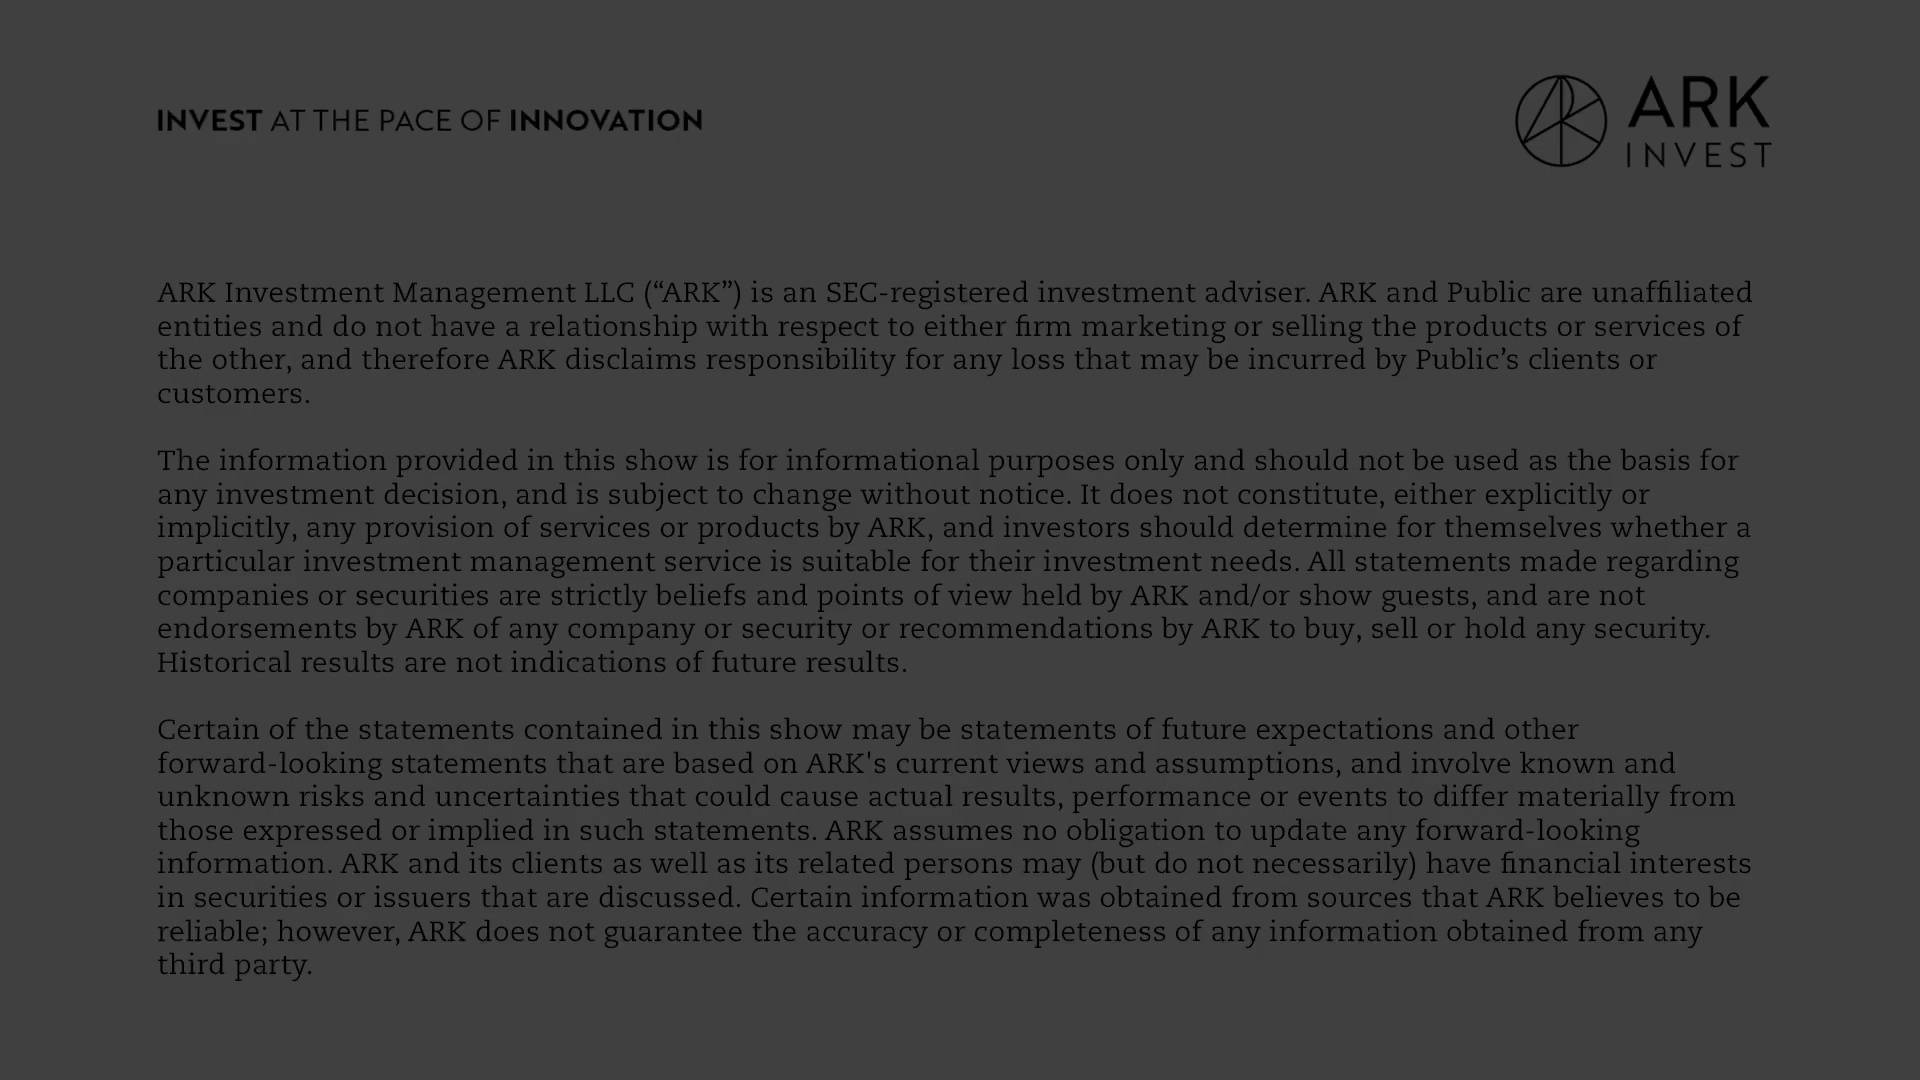 INVEST AT THE PACE OF INNOVATION
ARK
INVEST
ARK Investment Management LLC (“ARK”) is an SEC-registered investment adviser. ARK and Public are unaffiliated
entities and do not have a relationship with respect to either firm marketing or selling the products or services of
the other, and therefore ARK disclaims responsibility for any loss that may be incurred by Public’s clients or
customers.
The information provided in this show is for informational purposes only and should not be used as the basis for
any investment decision, and is subject to change without notice. It does not constitute, either explicitly or
implicitly, any provision of services or products by ARK, and investors should determine for themselves whether a
particular investment management service is suitable for their investment needs. All statements made regarding
companies or securities are strictly beliefs and points of view held by ARK and/or show guests, and are not
endorsements by ARK of any company or security or recommendations by ARK to buy, sell or hold any security.
Historical results are not indications of future results.
Certain of the statements contained in this show may be statements of future expectations and other
forward-looking statements that are based on ARK's current views and assumptions, and involve known and
unknown risks and uncertainties that could cause actual results, performance or events to differ materially from
those expressed or implied in such statements. ARK assumes no obligation to update any forward-looking
information. ARK and its clients as well as its related persons may (but do not necessarily) have financial interests
in securities or issuers that are discussed. Certain information was obtained from sources that ARK believes to be
reliable; however, ARK does not guarantee the accuracy or completeness of any information obtained from any
third party.